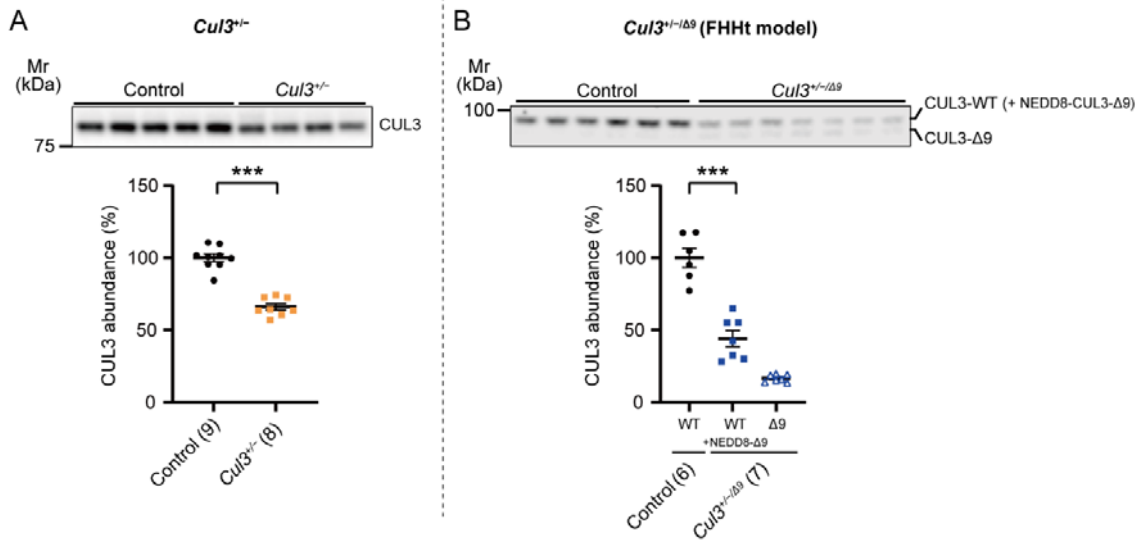 A
Cul3+/−
Mr
(kDa)
Control
Cul3+/−
CUL3
75
***
150
100
50
0
CUL3 abundance (%)
Control (9)
Cul3+/− (8)
B
Cul3+/−/Δ9 (FHHt model)
Mr
(kDa)
Control
Cul3+/−/Δ9
100
CUL3-WT (+ NEDD8-CUL3-Δ9)
CUL3-Δ9
***
150
100
50
0
CUL3 abundance (%)
WT WT Δ9
+NEDD8-Δ9
Control (6)
Cul3+/−/Δ9 (7)